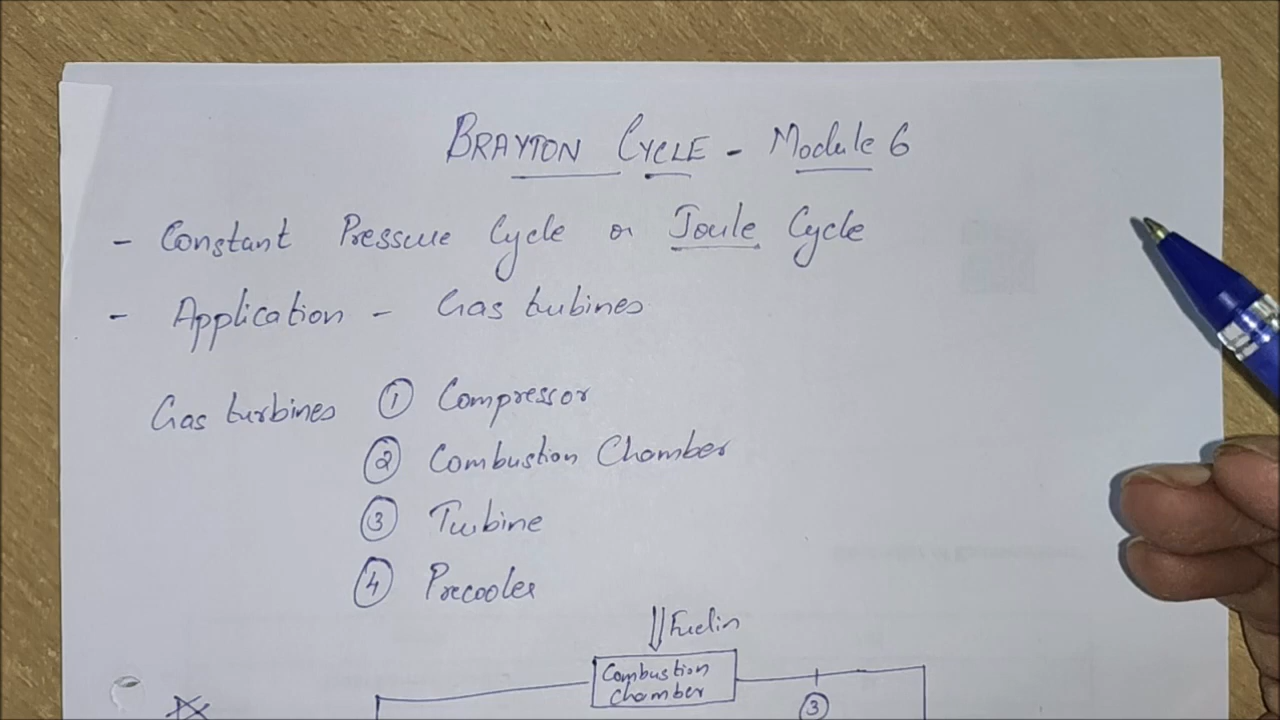 BRAYTON CYCLE - Module 6
- Constant Pressure Cycle or Joule Cycle
- Application - Gas turbines
Gas turbines ① Compressor
② Combustion Chamber
③ Turbine
④ Precooler
Fuel in
Combustion
chamber
③